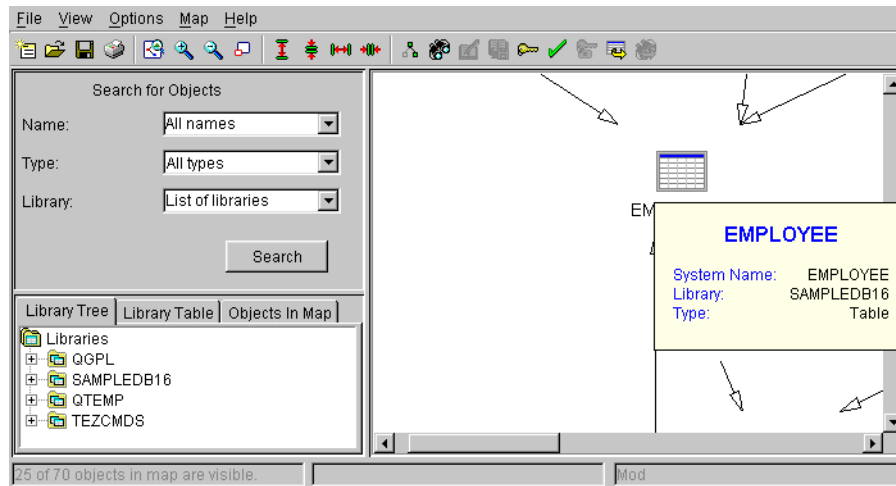 File View Options Map Help
Search for Objects
Name: All names
Type: All types
Library: List of libraries
Search
Library Tree Library Table Objects In Map
Libraries
QGPL
SAMPLEDB16
QTEMP
TEZCMDS
EM
EMPLOYEE
System Name: EMPLOYEE
Library: SAMPLEDB16
Type: Table
25 of 70 objects in map are visible.
Mod